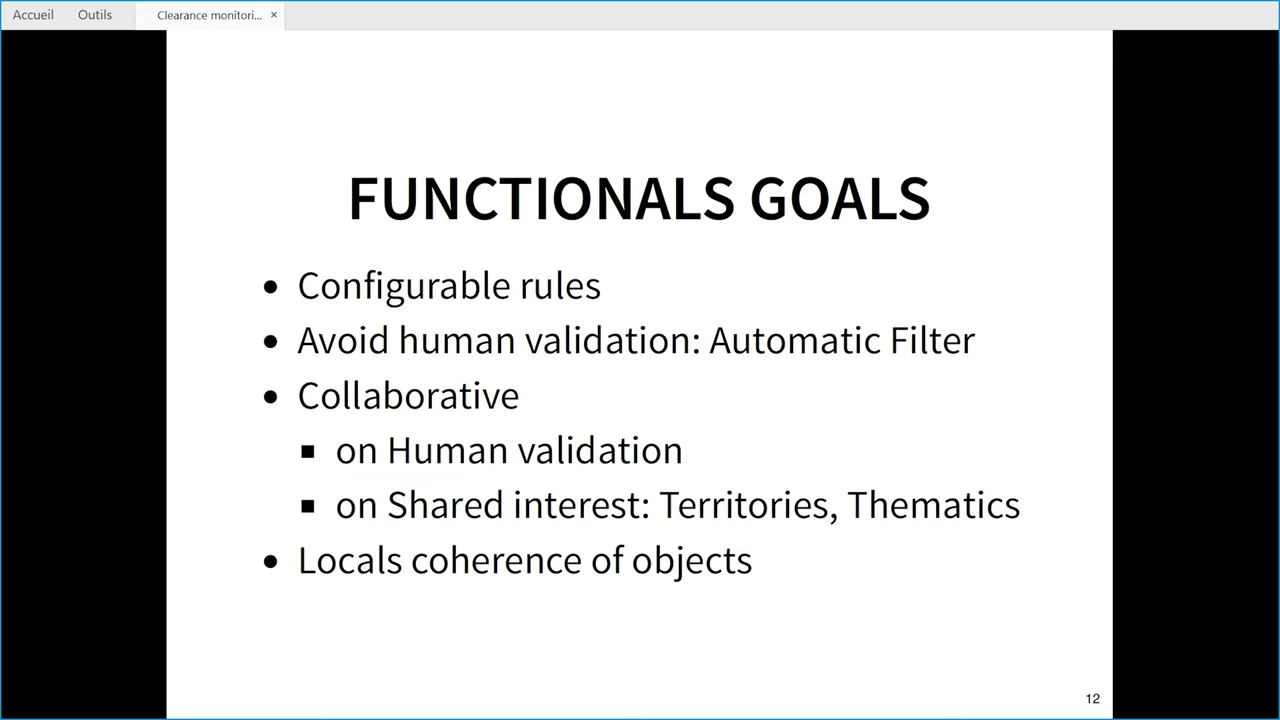 Accueil Outils Clearance monitori... ×
FUNCTIONALS GOALS
• Configurable rules
• Avoid human validation: Automatic Filter
• Collaborative
▪ on Human validation
▪ on Shared interest: Territories, Thematics
• Locals coherence of objects
12